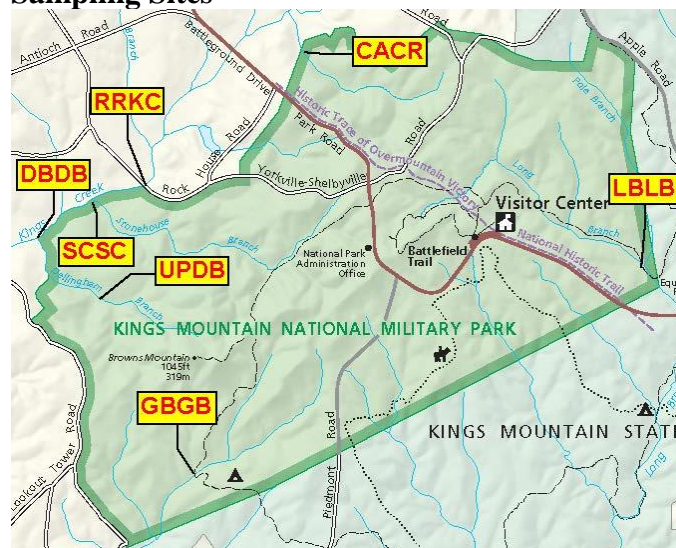 Sampling Sites
Antioch Road
Branch
Battleground Drive
CACR
Road
Apple Road
RRKC
House Road
Park Road
Historic Trace of Overmountain Victory
Pole Branch
DBDB
Rock
Yorkville-Shelbyville
Road
Long
Branch
LBLB
Kings Creek
SCSC
Stonehouse
Branch
Visitor Center
National Park
Administration
Office
Battlefield
Trail
National Historic Trail
UPDB
Dellingham
Branch
KINGS MOUNTAIN NATIONAL MILITARY PARK
Browns Mountain
1045ft
319m
GBGB
Lookout Tower Road
Piedmont Road
KINGS MOUNTAIN STATE
Long